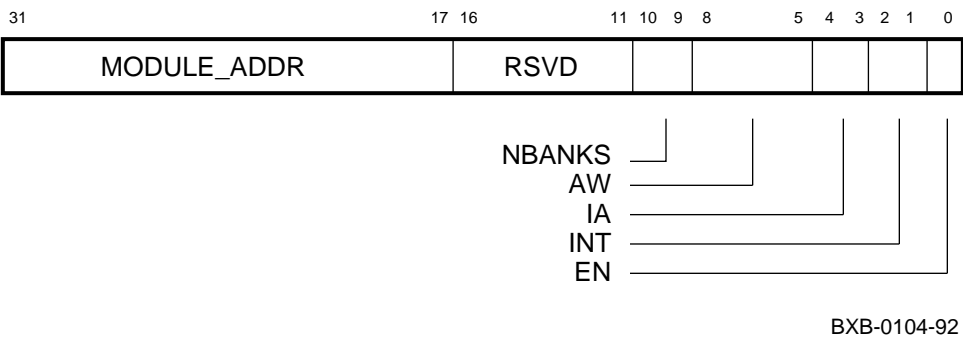 31 17 16 11 10 9 8 5 4 3 2 1 0
MODULE_ADDR RSVD
NBANKS
AW
IA
INT
EN
BXB-0104-92